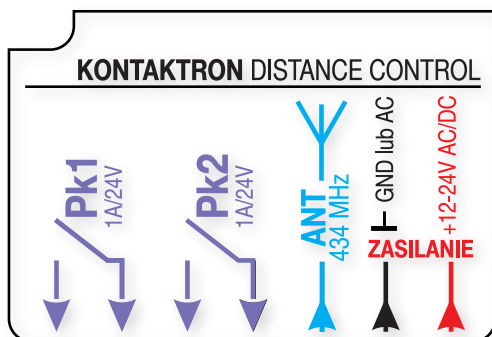 KONTAKTRON DISTANCE CONTROL
Pk1
1A/24V
Pk2
1A/24V
ANT
434 MHz
GND lub AC
+12-24V AC/DC
ZASILANIE